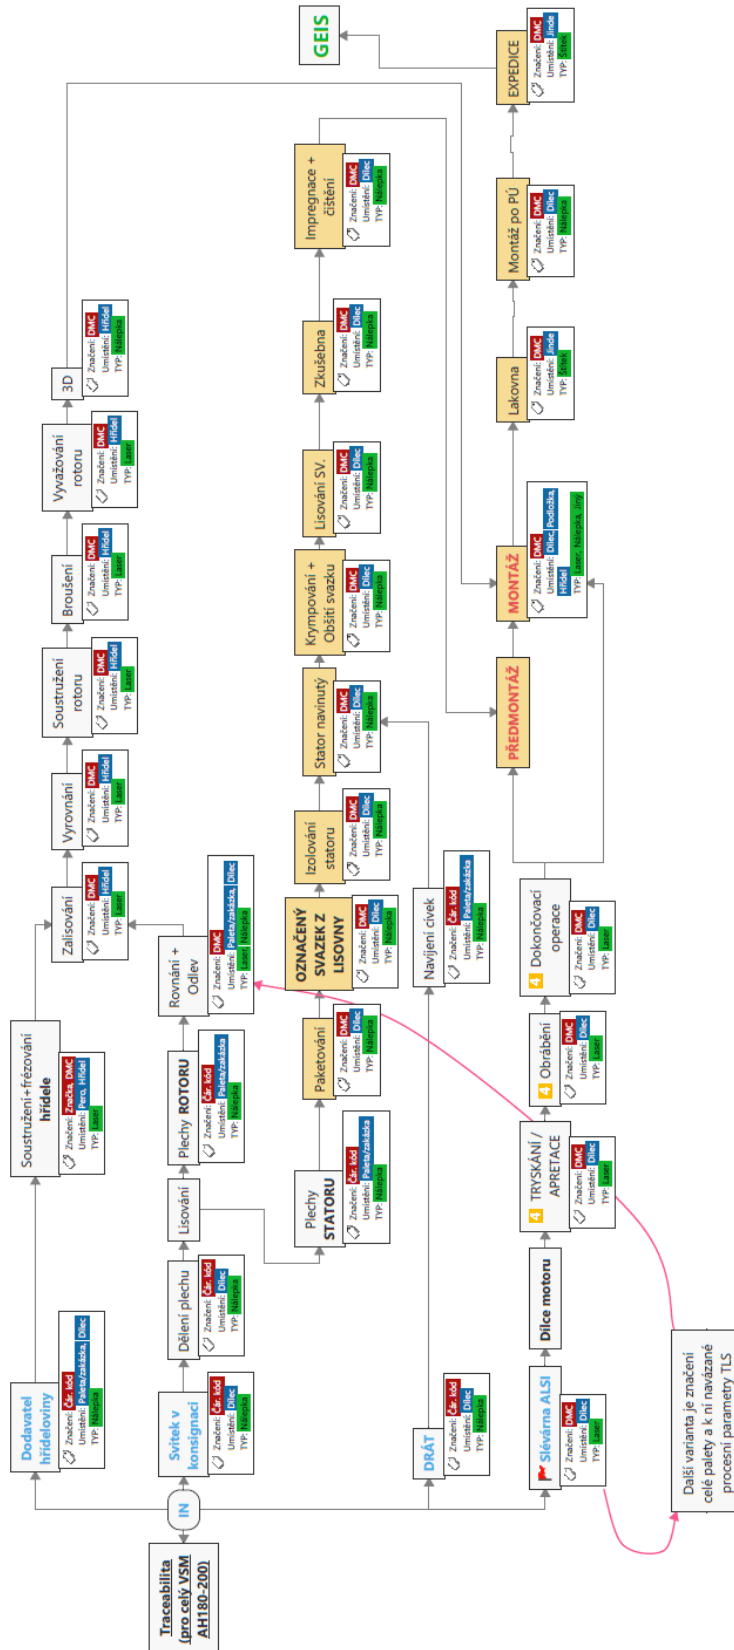 Traceabilita
(pro celý VSM
AH180-200)
IN
Dodavatel
hřídeloviny
Značení: Čár. kód
Umístění: Paleta/zakázka, Dílec
TYP: Nálepka
Soustružení+frézování
hřídele
Značení: Značka, DMC
Umístění: Pero, Hřídel
TYP: Laser
Zalisování
Značení: DMC
Umístění: Hřídel
TYP: Laser
Vyrovnání
Značení: DMC
Umístění: Hřídel
TYP: Laser
Soustružení
rotoru
Značení: DMC
Umístění: Hřídel
TYP: Laser
Broušení
Značení: DMC
Umístění: Hřídel
TYP: Laser
Vyvažování
rotoru
Značení: DMC
Umístění: Hřídel
TYP: Laser
3D
Značení: DMC
Umístění: Hřídel
TYP: Nálepka
Svitek v
konsignaci
Značení: Čár. kód
Umístění: Dílec
TYP: Nálepka
Dělení plechu
Značení: Čár. kód
Umístění: Dílec
TYP: Nálepka
Lisování
Plechy ROTORU
Značení: Čár. kód
Umístění: Paleta/zakázka
TYP: Nálepka
Rovnání +
Odlev
Značení: DMC
Umístění: Paleta/zakázka, Dílec
TYP: Laser, Nálepka
Plechy
STATORU
Značení: Čár. kód
Umístění: Paleta/zakázka
TYP: Nálepka
Paketování
Značení: DMC
Umístění: Dílec
TYP: Nálepka
OZNAČENÝ
SVAZEK Z
LISOVNY
Značení: DMC
Umístění: Dílec
TYP: Nálepka
Izolování
statoru
Značení: DMC
Umístění: Dílec
TYP: Nálepka
Stator navinutý
Značení: DMC
Umístění: Dílec
TYP: Nálepka
Krympování +
Obšití svazku
Značení: DMC
Umístění: Dílec
TYP: Nálepka
Lisování SV.
Značení: DMC
Umístění: Dílec
TYP: Nálepka
Zkušebna
Značení: DMC
Umístění: Dílec
TYP: Nálepka
Impregnace +
čištění
Značení: DMC
Umístění: Dílec
TYP: Nálepka
GEIS
DRÁT
Značení: Čár. kód
Umístění: Dílec
TYP: Nálepka
Navíjení cívek
Značení: Čár. kód
Umístění: Paleta/zakázka
TYP: Nálepka
Slévárna ALSI
Značení: DMC
Umístění: Dílec
TYP: Laser
Dílce motoru
4 TRYSKÁNÍ /
APRETACE
Značení: DMC
Umístění: Dílec
TYP: Laser
4 Obrábění
Značení: DMC
Umístění: Dílec
TYP: Laser
4 Dokončovací
operace
Značení: DMC
Umístění: Dílec
TYP: Laser
PŘEDMONTÁŽ
MONTÁŽ
Značení: DMC
Umístění: Dílec, Podložka,
Hřídel
TYP: Laser, Nálepka, Jiný
Lakovna
Značení: DMC
Umístění: Jinde
TYP: Štítek
Montáž po PÚ
Značení: DMC
Umístění: Dílec
TYP: Nálepka
EXPEDICE
Značení: DMC
Umístění: Jinde
TYP: Štítek
Další varianta je značení
celé palety a k ní navázané
procesní parametry TLS